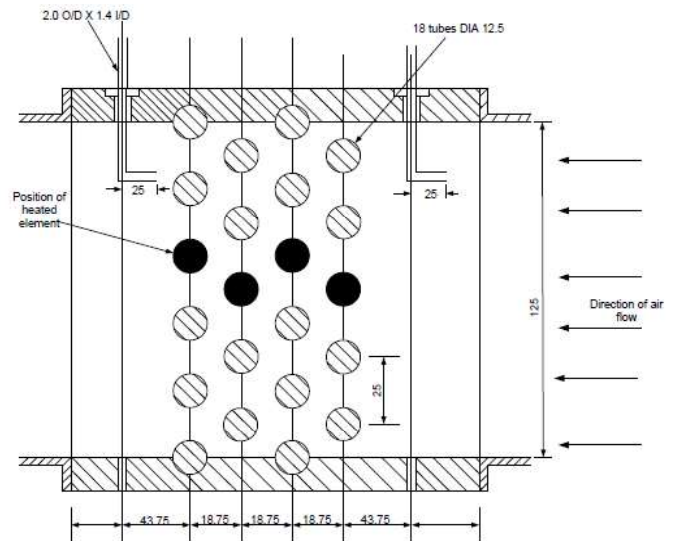 2.0 O/D X 1.4 I/D
18 tubes DIA 12.5
25
25
Position of
heated
element
Direction of air
flow
125
25
43.75
18.75
18.75
18.75
43.75